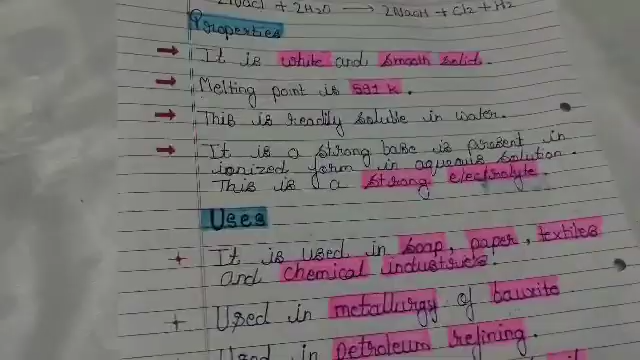 2NaCl + 2H2O → 2NaOH + Cl2 + H2
Properties
→ It is white and smooth solid.
→ Melting point is 591 K.
→ This is readily soluble in water.
→ It is a strong base is present in
ionized form in aqueous solution.
This is a strong electrolyte.
Uses
+ It is used in soap, paper, textiles
and chemical industries.
+ Used in metallurgy of bauxite
Used in Petroleum refining.